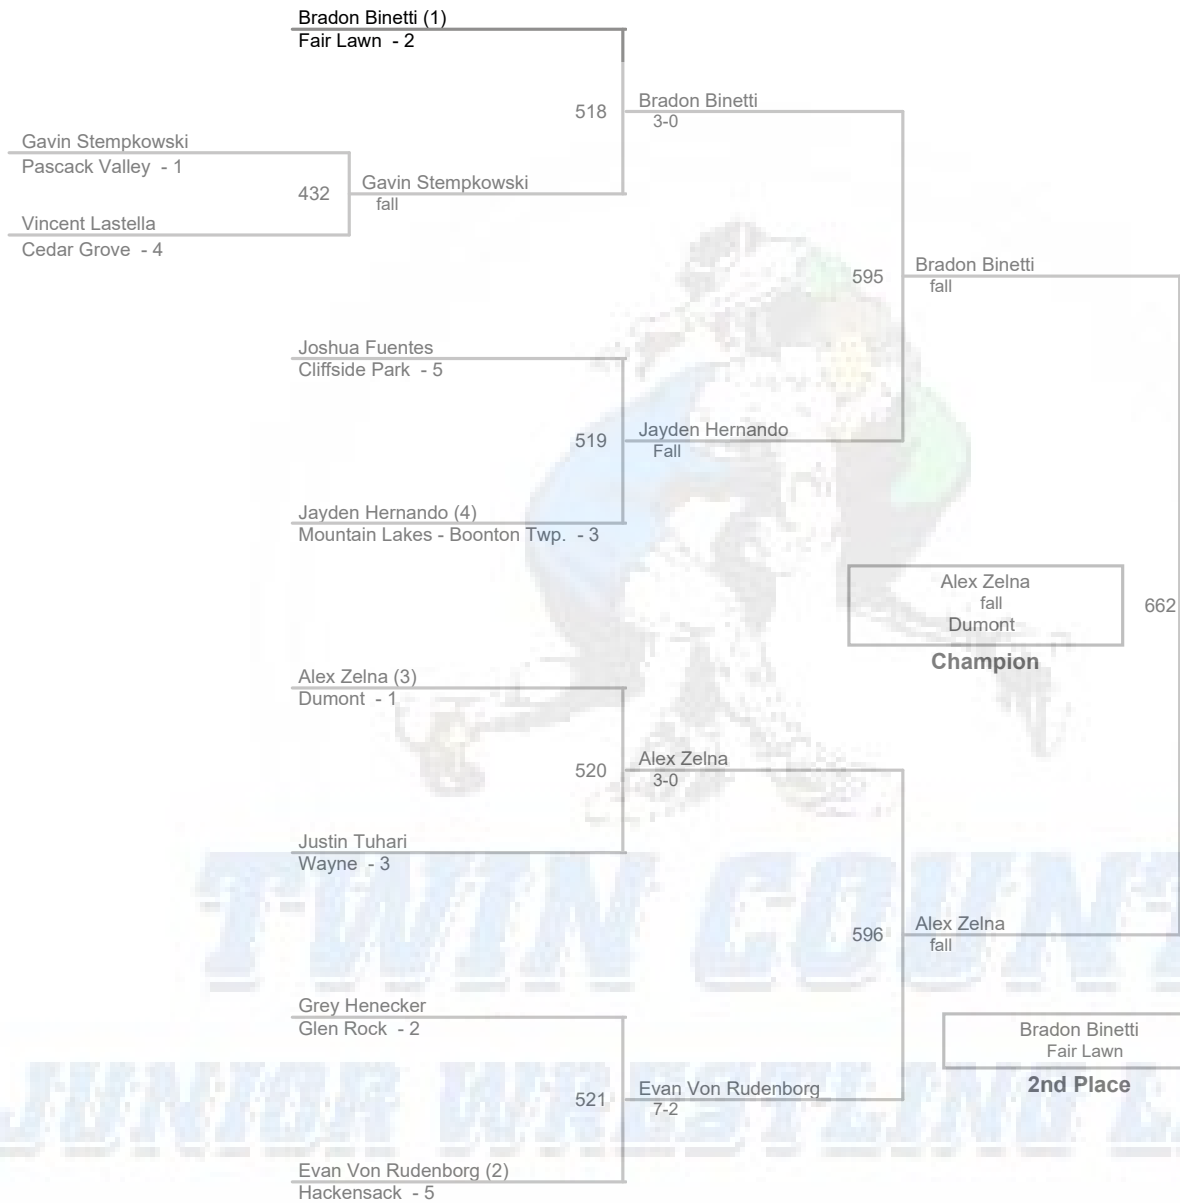 Bradon Binetti (1)
Fair Lawn - 2
518
Bradon Binetti
3-0
Gavin Stempkowski
Pascack Valley - 1
432
Gavin Stempkowski
fall
Vincent Lastella
Cedar Grove - 4
595
Bradon Binetti
fall
Joshua Fuentes
Cliffside Park - 5
519
Jayden Hernando
Fall
Jayden Hernando (4)
Mountain Lakes - Boonton Twp. - 3
Alex Zelna
fall
Dumont
662
Champion
Alex Zelna (3)
Dumont - 1
520
Alex Zelna
3-0
Justin Tuhari
Wayne - 3
TWIN COUNT
596
Alex Zelna
fall
Grey Henecker
Glen Rock - 2
Bradon Binetti
Fair Lawn
2nd Place
JUNIOR WRESTLING
521
Evan Von Rudenborg
7-2
Evan Von Rudenborg (2)
Hackensack - 5